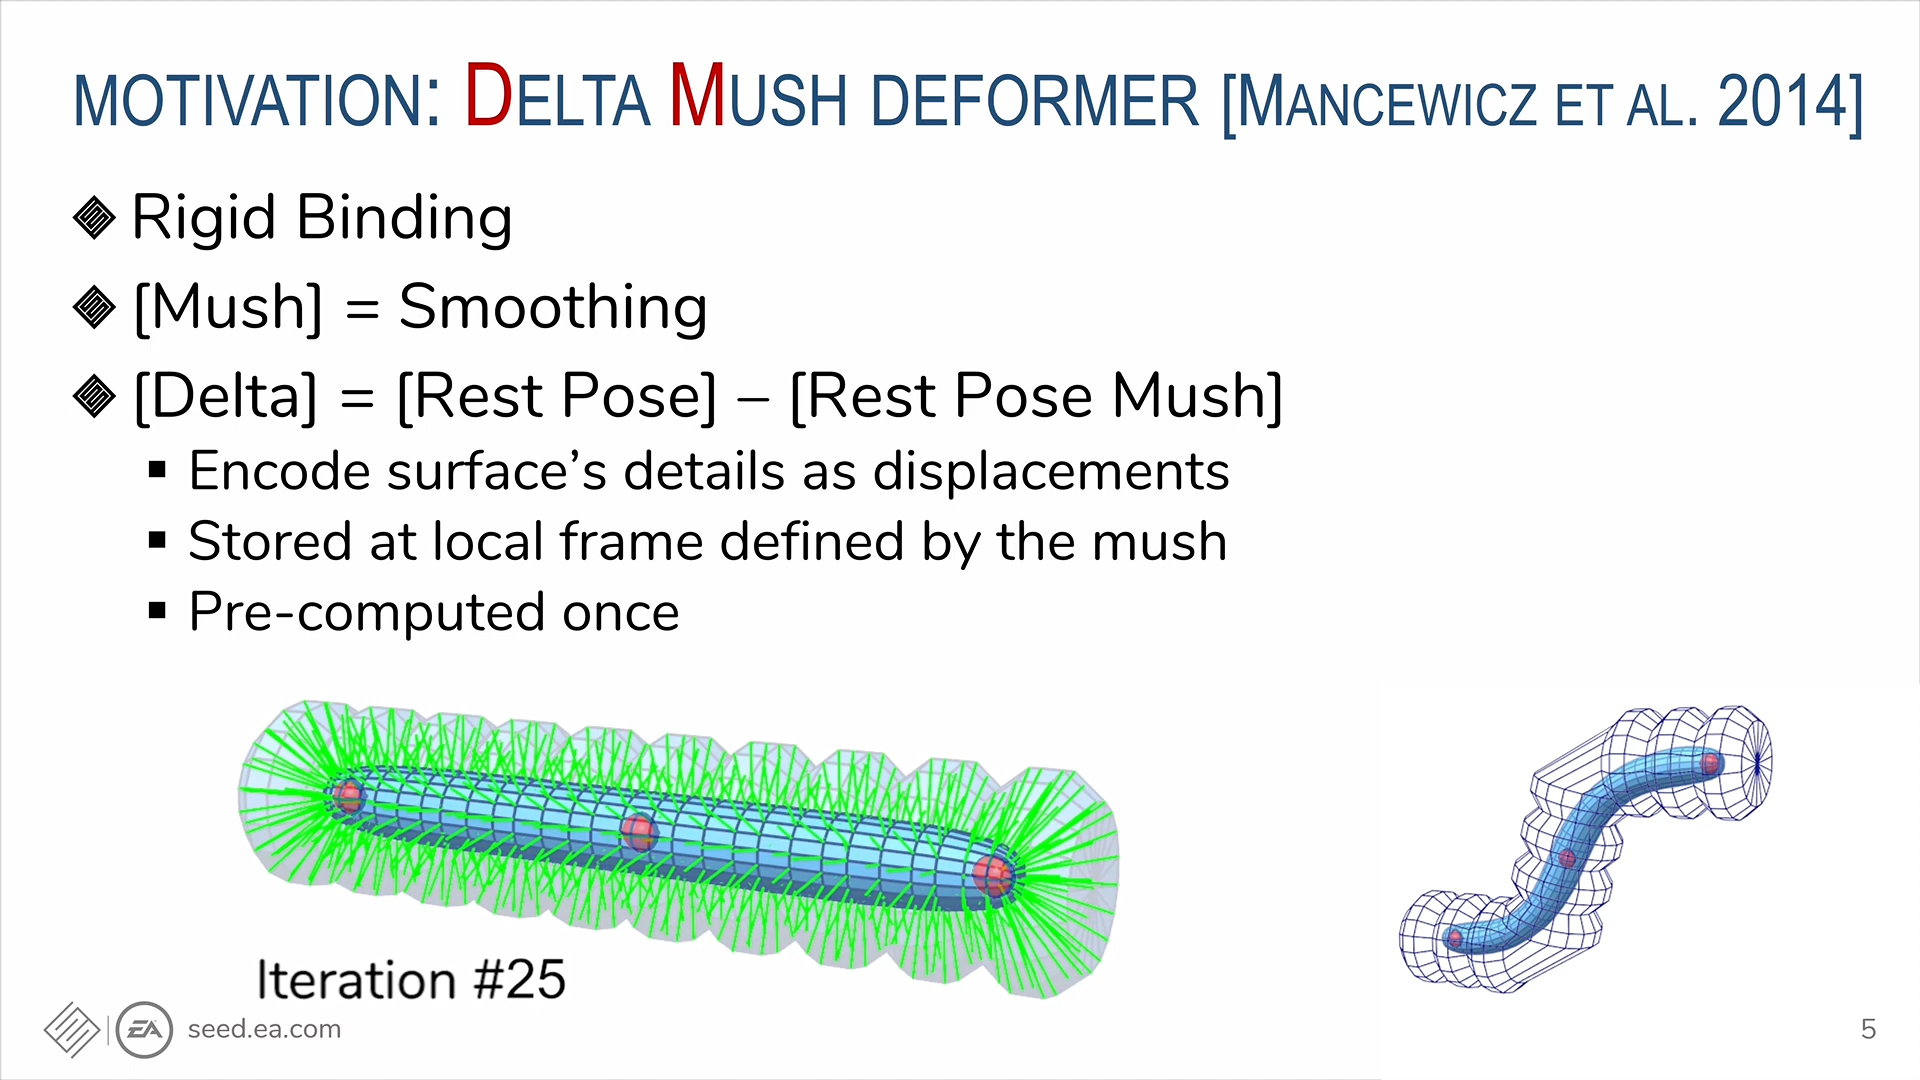 MOTIVATION: DELTA MUSH DEFORMER [MANCEWICZ ET AL. 2014]
Rigid Binding
[Mush] = Smoothing
[Delta] = [Rest Pose] – [Rest Pose Mush]
Encode surface’s details as displacements
Stored at local frame defined by the mush
Pre-computed once
Iteration #25
EA seed.ea.com
5